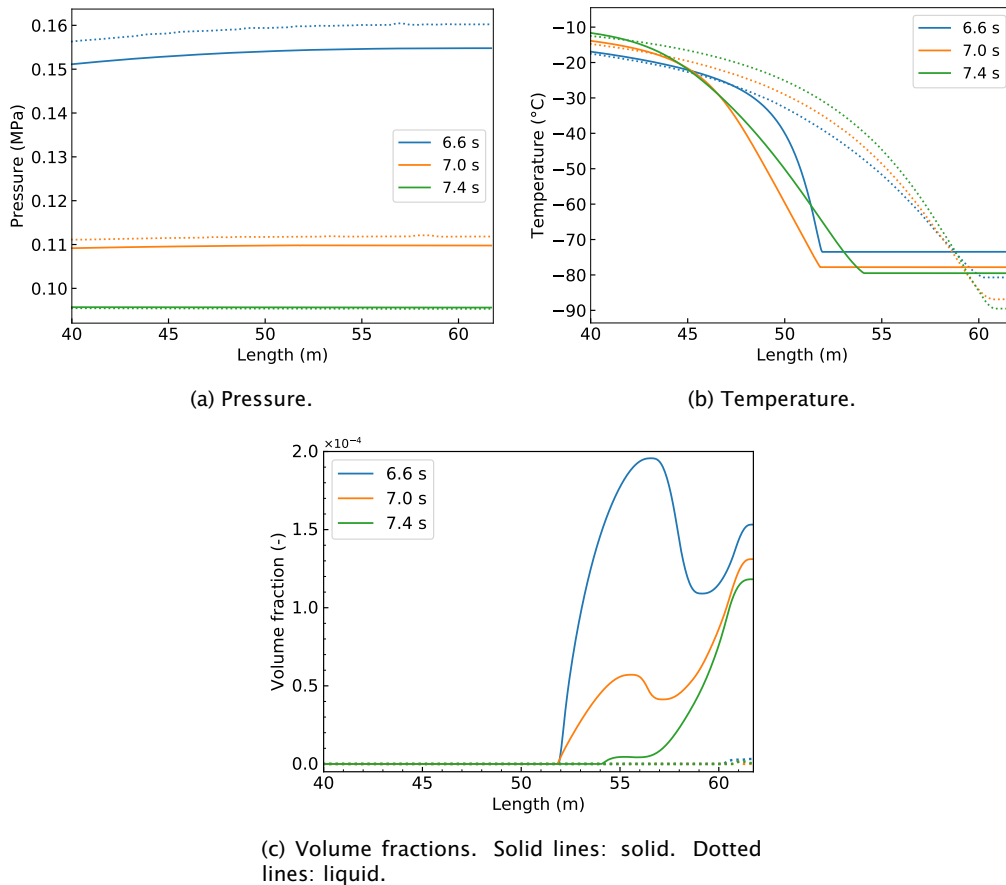 0.16
0.15
0.14
0.13
0.12
0.11
0.10
Pressure (MPa)
6.6 s
7.0 s
7.4 s
40 45 50 55 60
Length (m)
(a) Pressure.
−10
−20
−30
−40
−50
−60
−70
−80
−90
Temperature (°C)
6.6 s
7.0 s
7.4 s
40 45 50 55 60
Length (m)
(b) Temperature.
×10⁻⁴
2.0
1.5
1.0
0.5
0.0
Volume fraction (-)
6.6 s
7.0 s
7.4 s
40 45 50 55 60
Length (m)
(c) Volume fractions. Solid lines: solid. Dotted
lines: liquid.